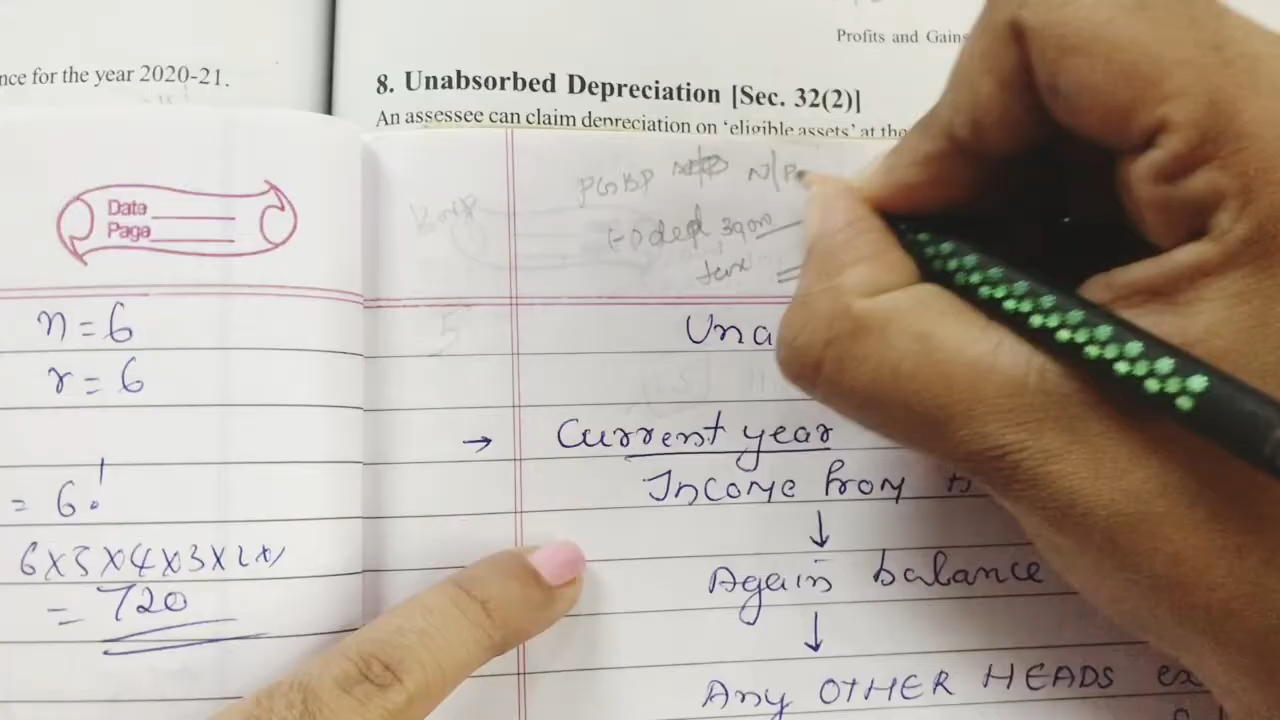 nce for the year 2020-21.
Profits and Gains
8. Unabsorbed Depreciation [Sec. 32(2)]
An assessee can claim depreciation on ‘eligible assets’ at the
Date
Page
n = 6
r = 6
= 6!
6×5×4×3×2×1
= 720
PGBP N/P
Una
→ Current year
Income from
↓
Again balance
↓
Any OTHER HEADS ex